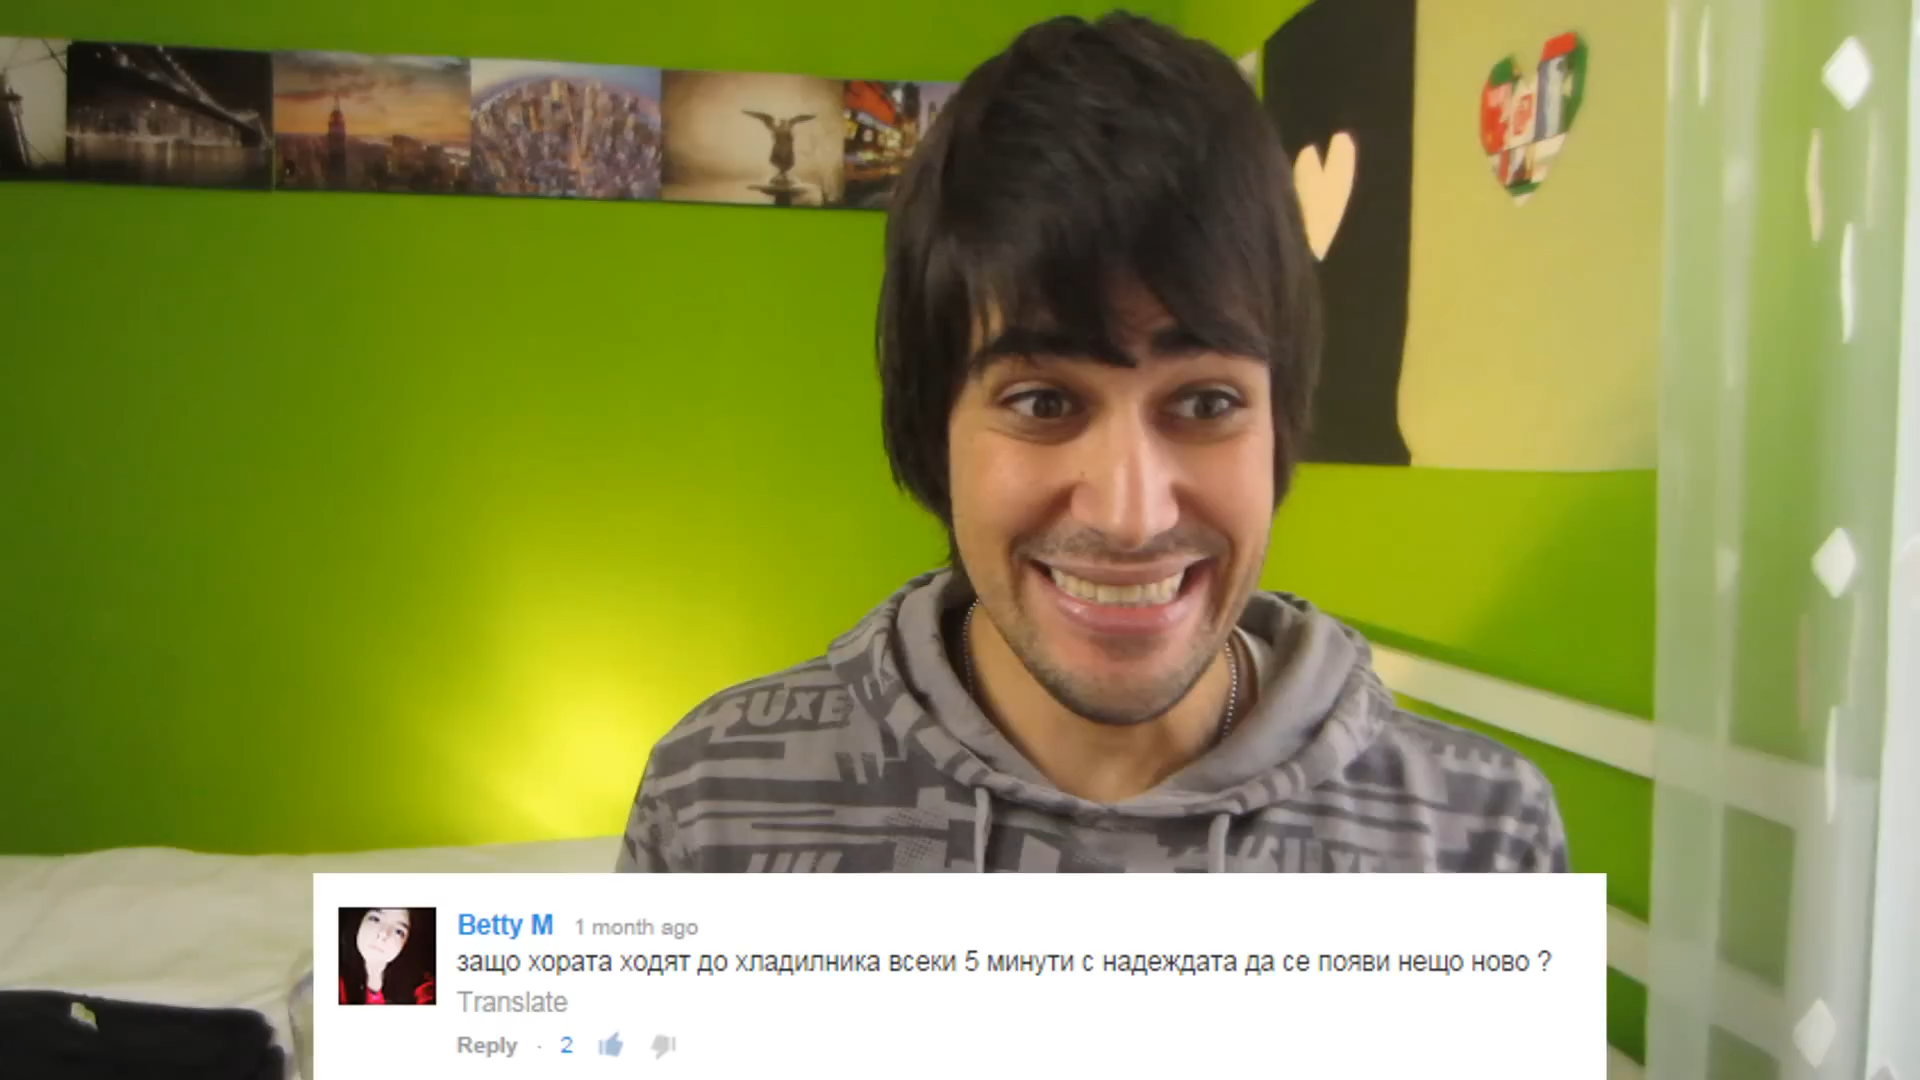 SUXE
Betty M 1 month ago
защо хората ходят до хладилника всеки 5 минути с надеждата да се появи нещо ново ?
Translate
Reply · 2